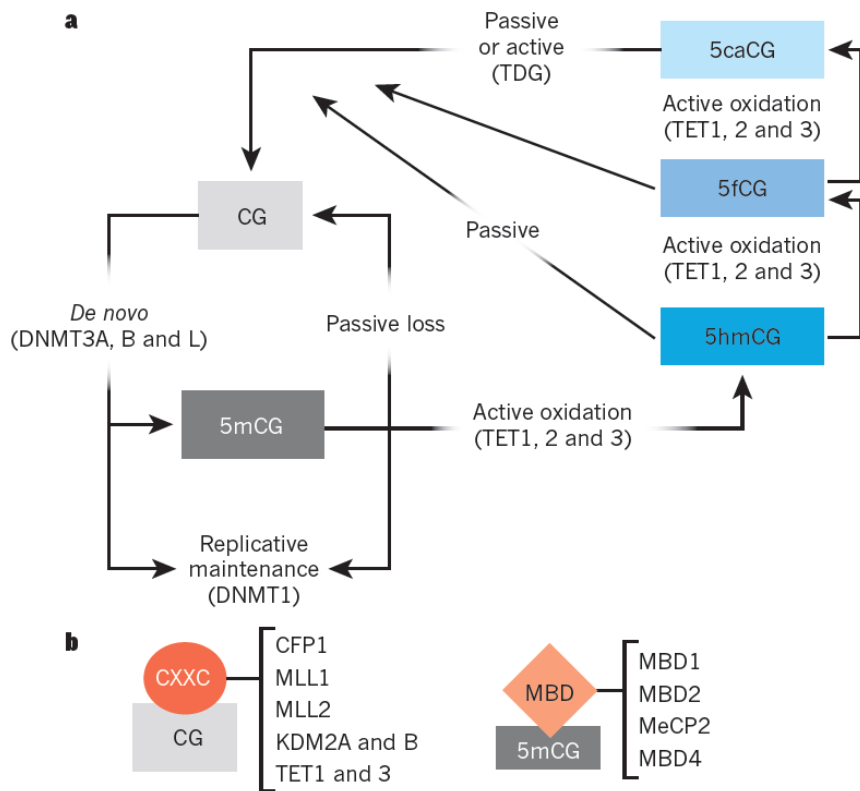 a
Passive
or active
(TDG)
5caCG
Active oxidation
(TET1, 2 and 3)
5fCG
CG
Passive
Active oxidation
(TET1, 2 and 3)
De novo
(DNMT3A, B and L)
Passive loss
5hmCG
5mCG
Active oxidation
(TET1, 2 and 3)
Replicative
maintenance
(DNMT1)
b
CXXC
CG
CFP1
MLL1
MLL2
KDM2A and B
TET1 and 3
MBD
5mCG
MBD1
MBD2
MeCP2
MBD4